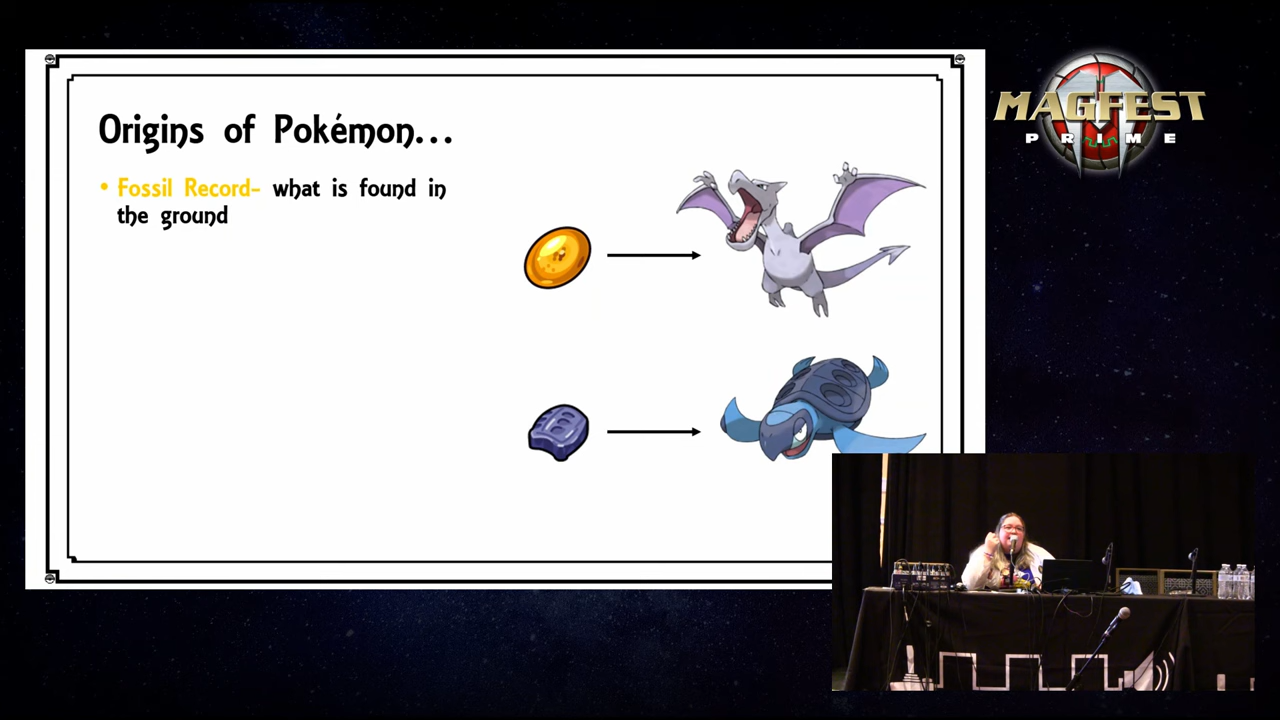 Origins of Pokémon...
• Fossil Record- what is found in
the ground
MAGFEST
PRIME